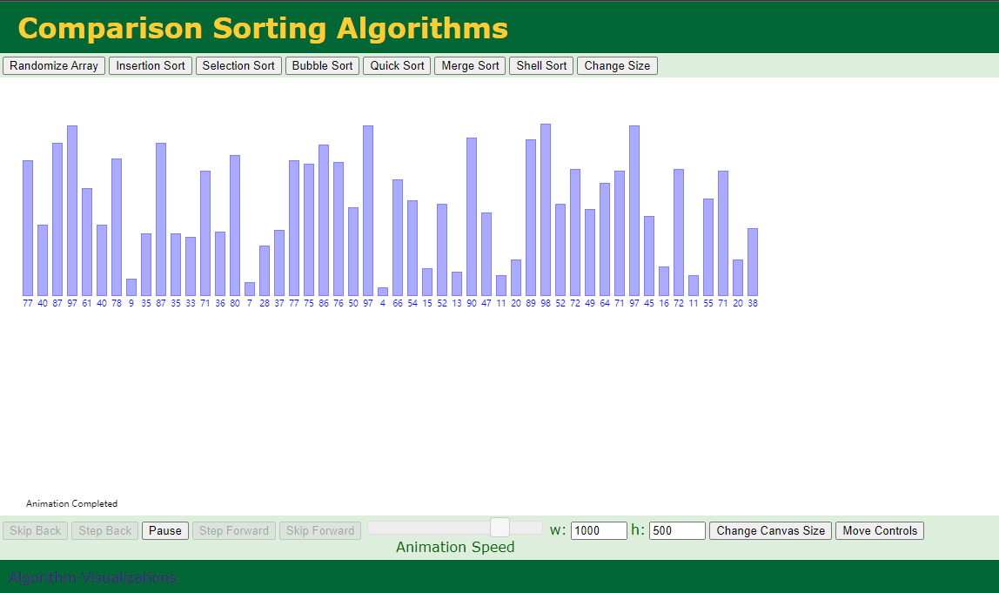 Comparison Sorting Algorithms
Randomize Array Insertion Sort Selection Sort Bubble Sort Quick Sort Merge Sort Shell Sort Change Size
77 40 87 97 61 40 78 9 35 87 35 33 71 36 80 7 28 37 77 75 86 76 50 97 4 66 54 15 52 13 90 47 11 20 89 98 52 72 49 64 71 97 45 16 72 11 55 71 20 38
Animation Completed
Skip Back Step Back Pause Step Forward Skip Forward w: 1000 h: 500 Change Canvas Size Move Controls
Animation Speed
Algorithm Visualizations